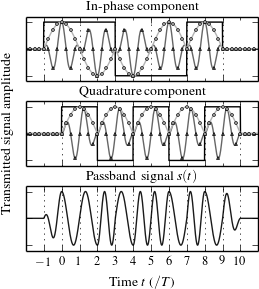 In-phase component
Quadrature component
Passband signal s(t)
Transmitted signal amplitude
−1 0 1 2 3 4 5 6 7 8 9 10
Time t (/T)